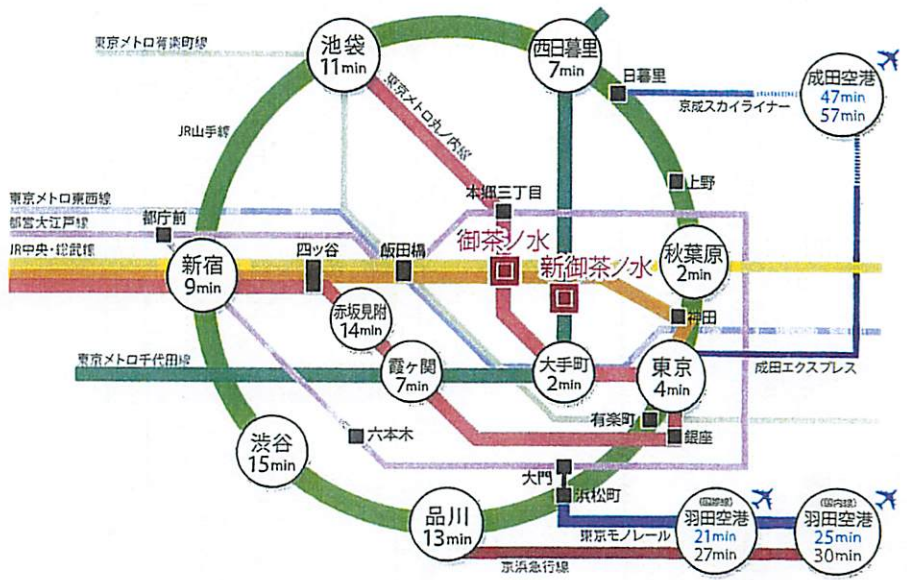 東京メトロ有楽町線
池袋
11min
西日暮里
7min
日暮里
京成スカイライナー
成田空港
47min
57min
JR山手線
東京メトロ丸ノ内線
上野
東京メトロ東西線
都営大江戸線
都庁前
JR中央・総武線
本郷三丁目
新宿
9min
四ッ谷
飯田橋
御茶ノ水
新御茶ノ水
秋葉原
2min
赤坂見附
14min
神田
東京メトロ千代田線
霞ヶ関
7min
大手町
2min
東京
4min
成田エクスプレス
有楽町
銀座
六本木
渋谷
15min
大門
浜松町
品川
13min
東京モノレール
京浜急行線
(国際線)
羽田空港
21min
27min
(国内線)
羽田空港
25min
30min